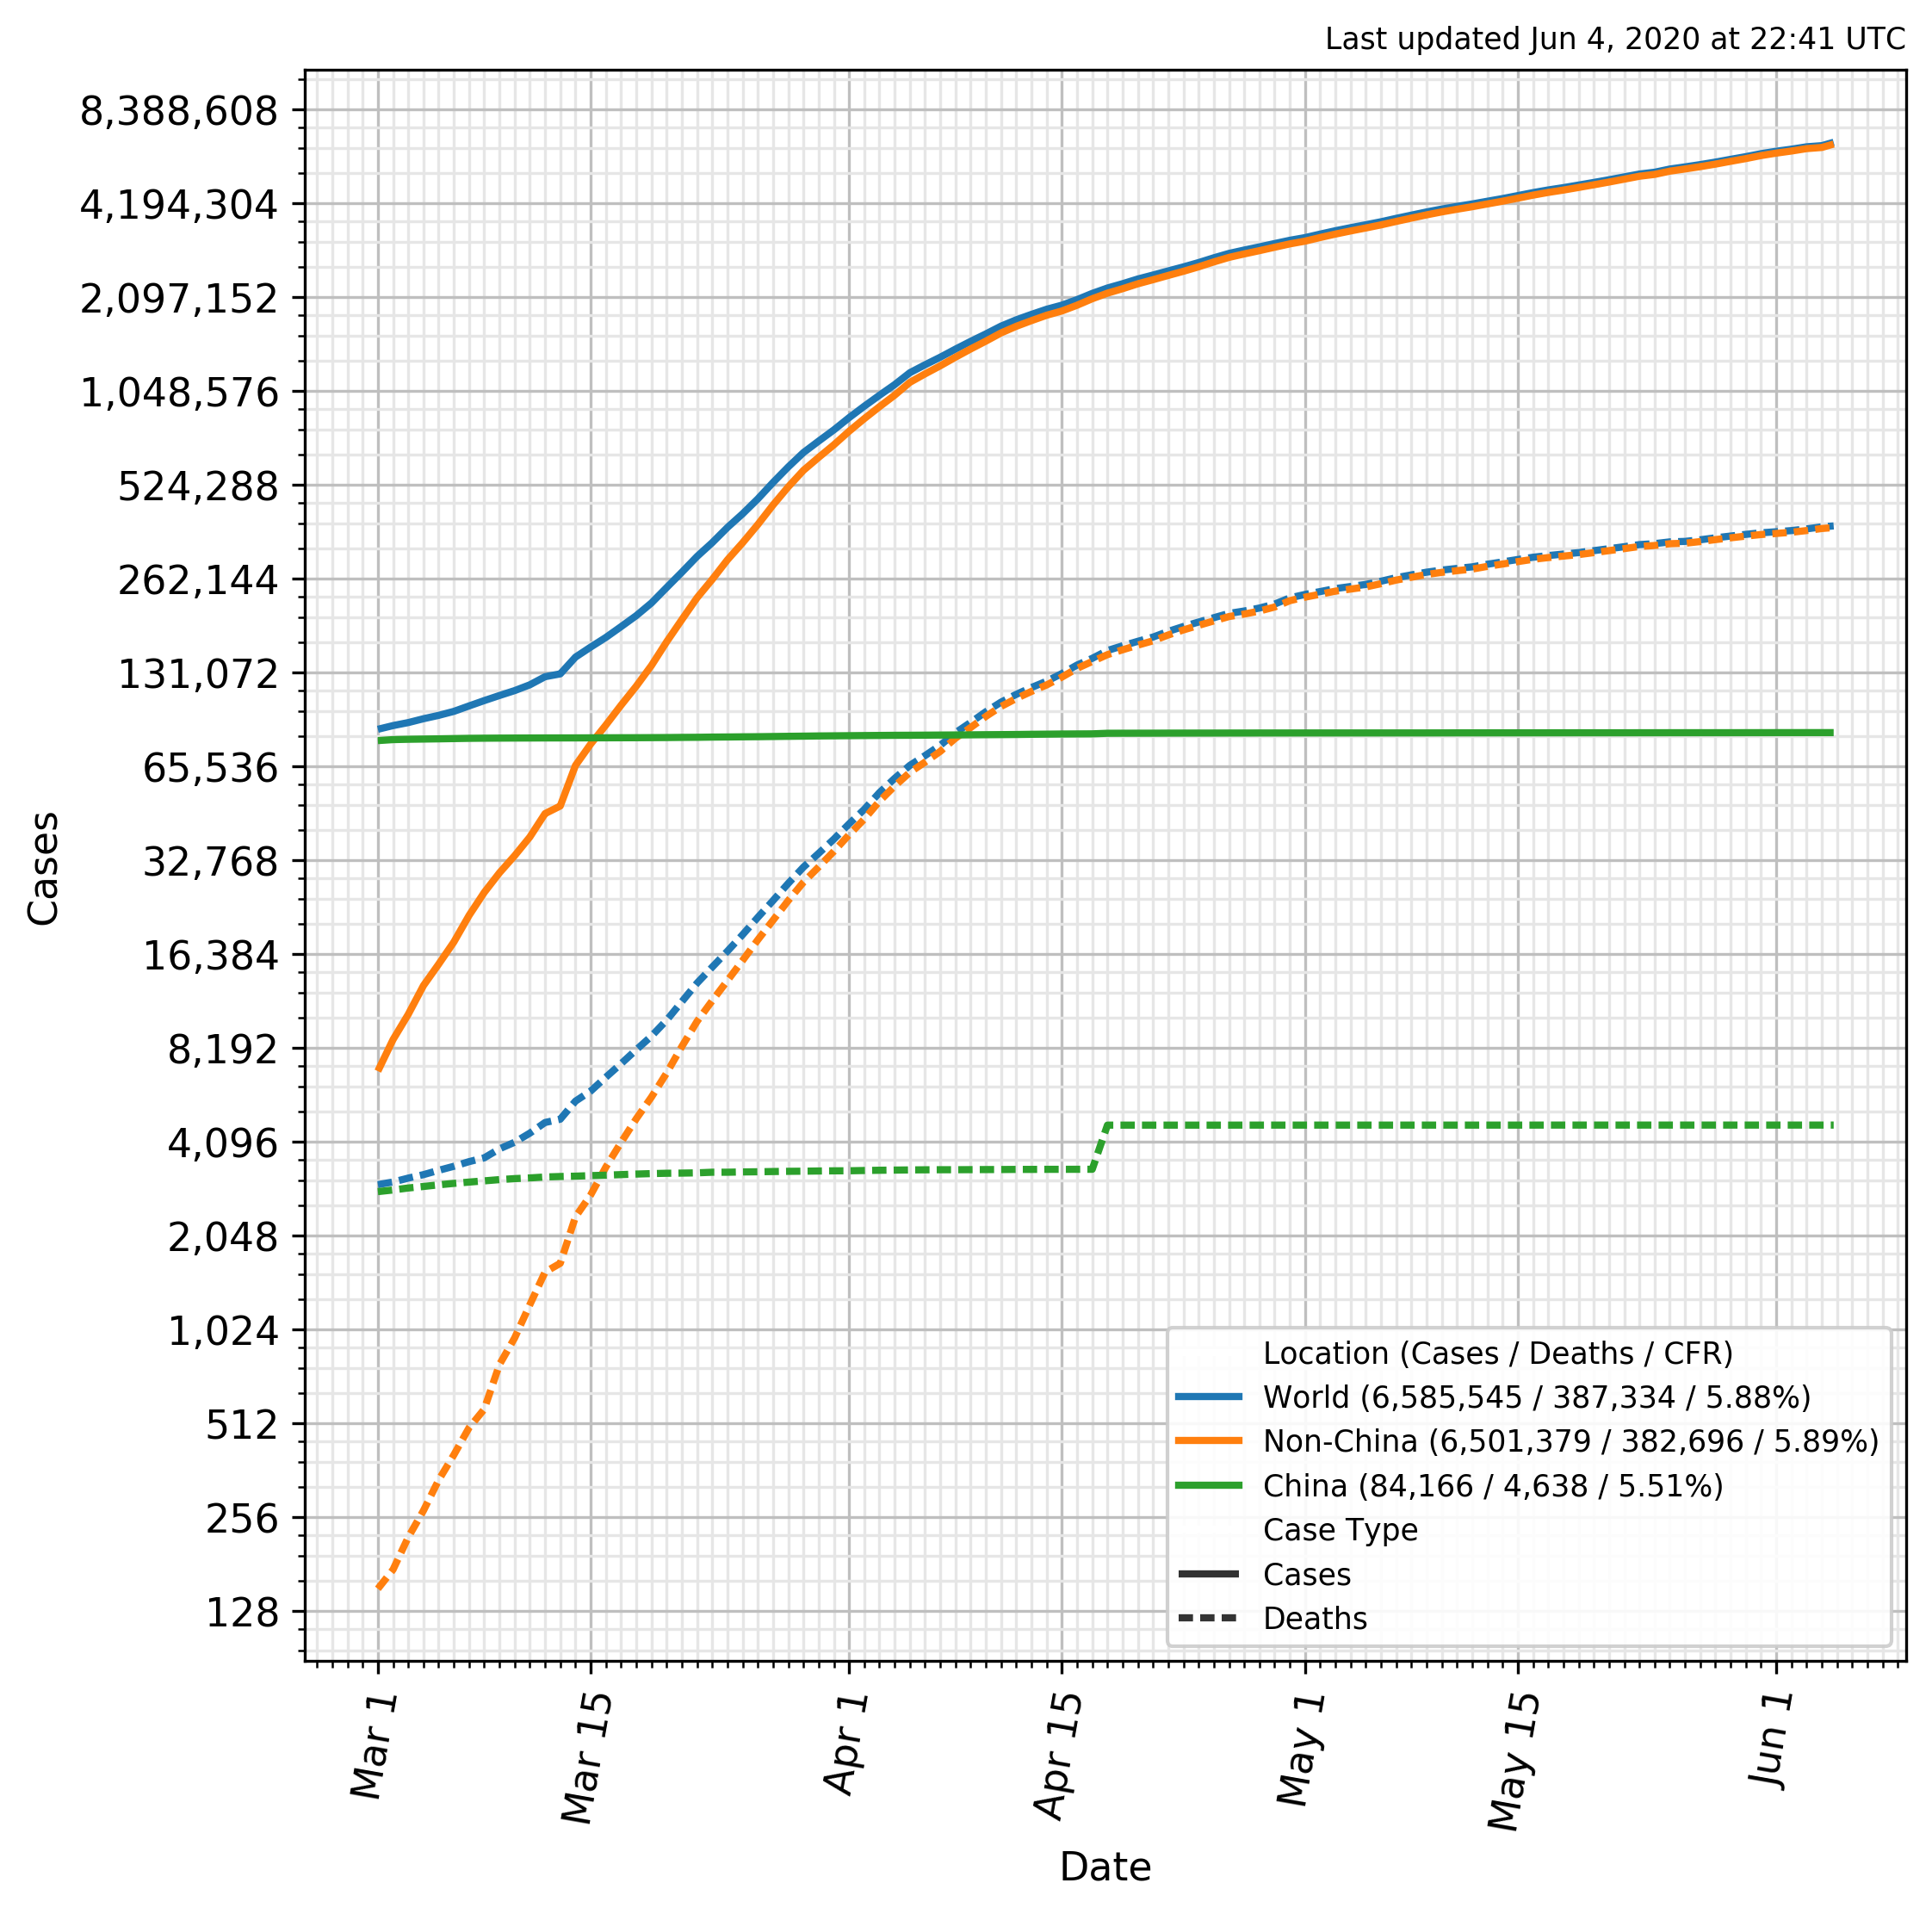 Last updated Jun 4, 2020 at 22:41 UTC
8,388,608
4,194,304
2,097,152
1,048,576
524,288
262,144
131,072
65,536
32,768
16,384
8,192
4,096
2,048
1,024
512
256
128
Cases
Location (Cases / Deaths / CFR)
World (6,585,545 / 387,334 / 5.88%)
Non-China (6,501,379 / 382,696 / 5.89%)
China (84,166 / 4,638 / 5.51%)
Case Type
Cases
Deaths
Mar 1
Mar 15
Apr 1
Apr 15
May 1
May 15
Jun 1
Date